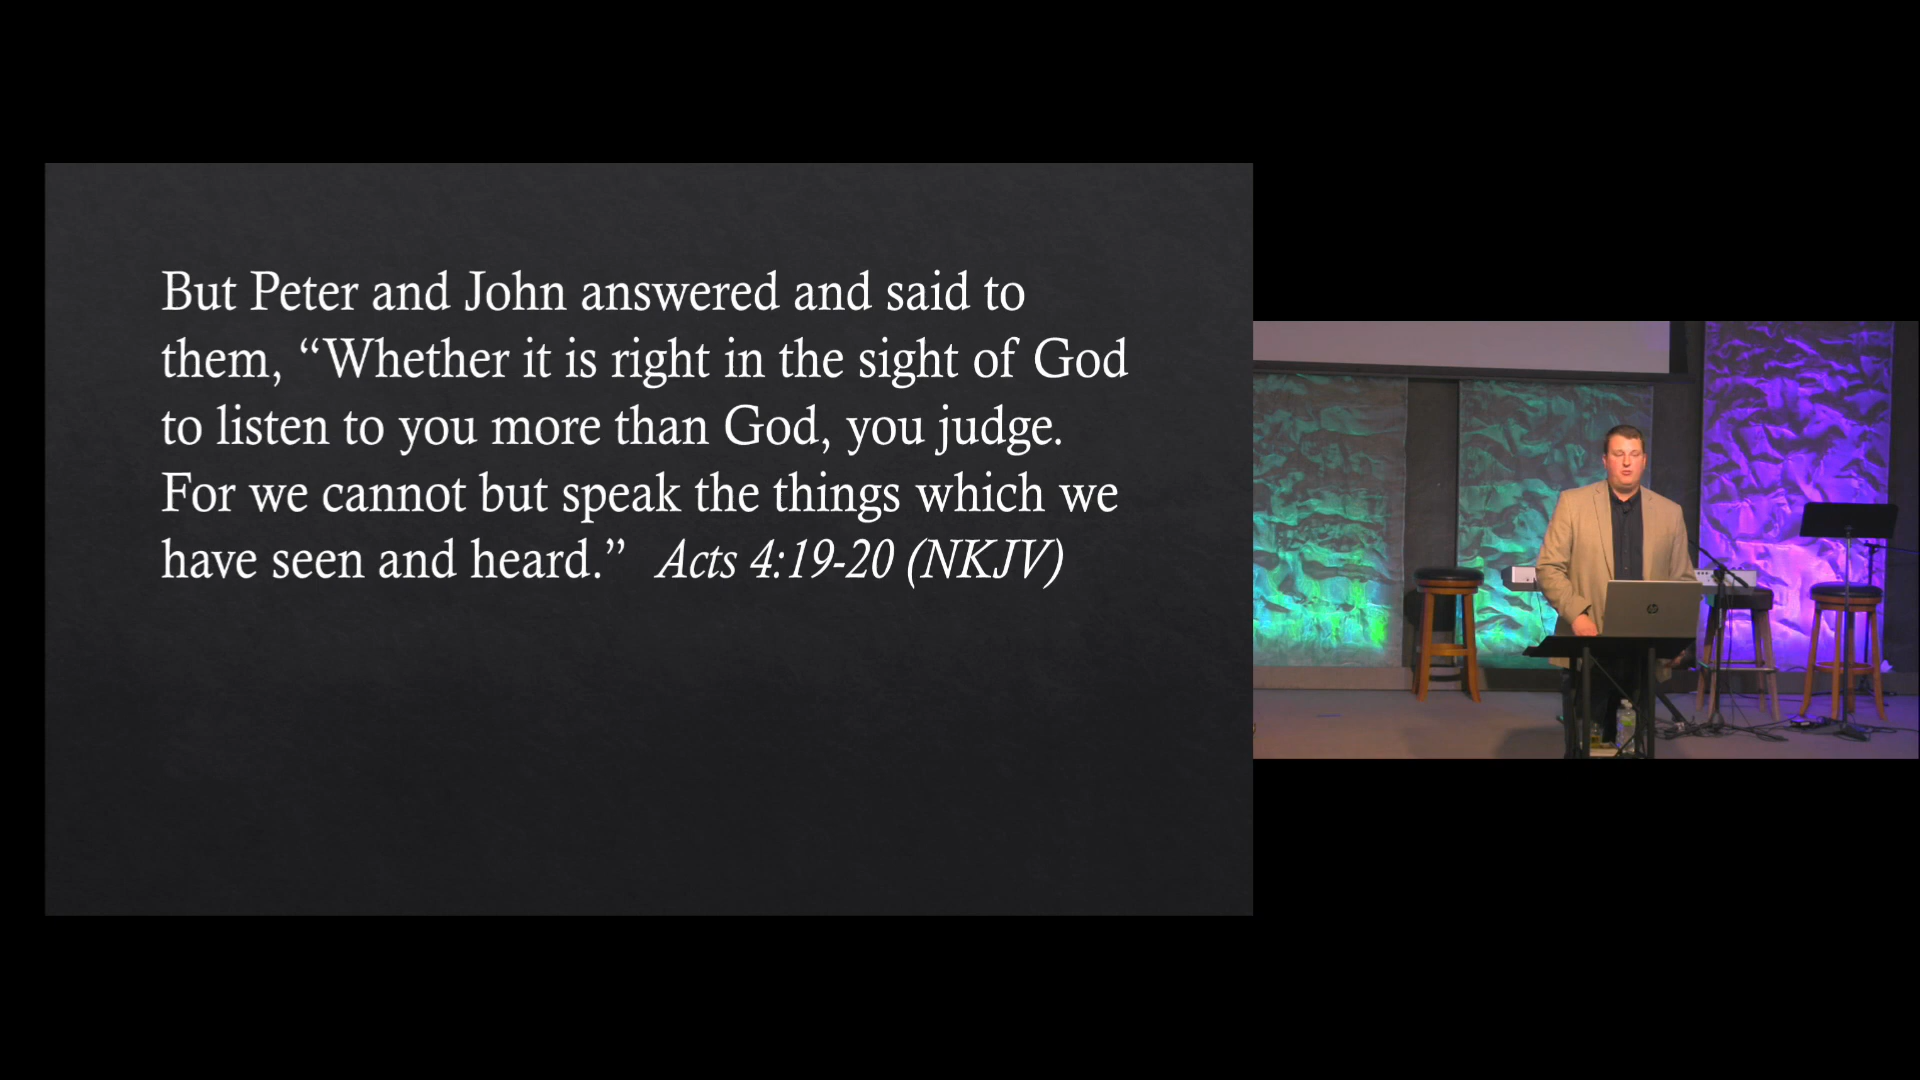 But Peter and John answered and said to
them, “Whether it is right in the sight of God
to listen to you more than God, you judge.
For we cannot but speak the things which we
have seen and heard.” Acts 4:19-20 (NKJV)
hp